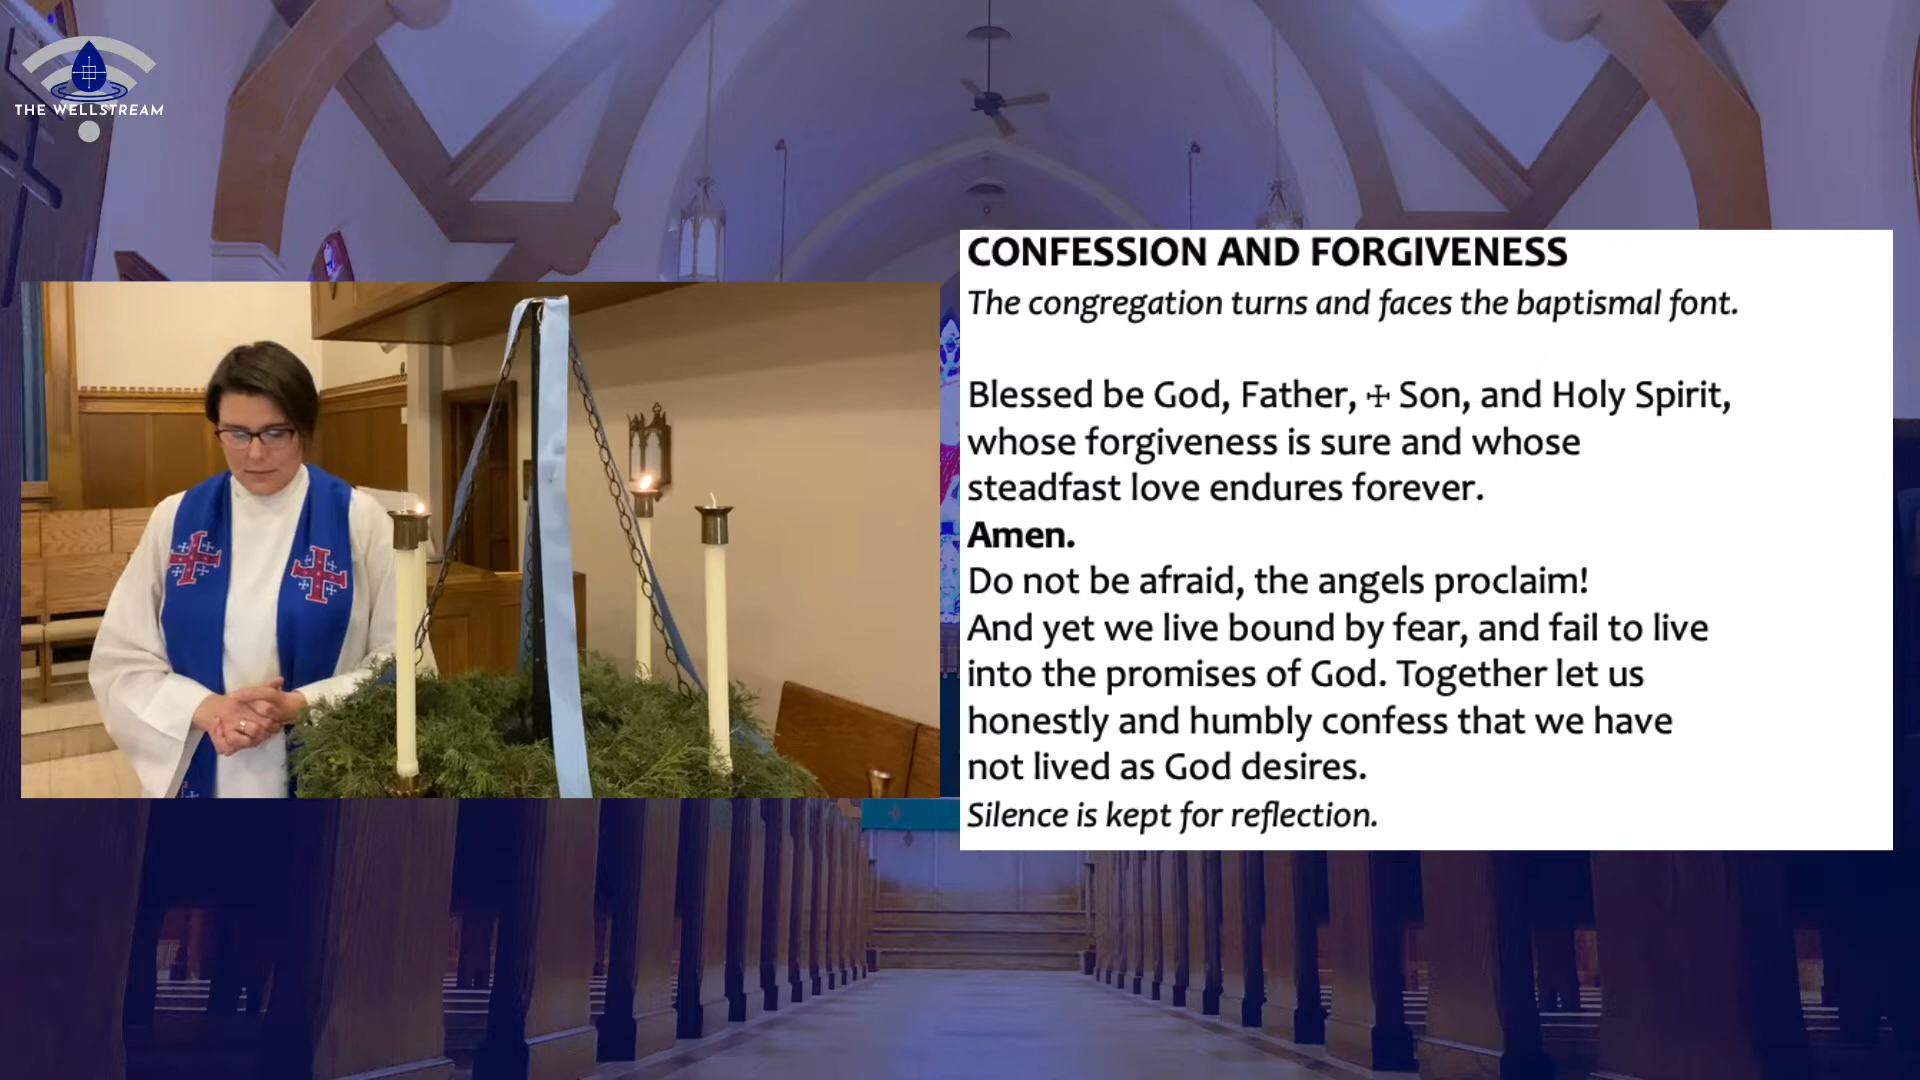 THE WELLSTREAM
CONFESSION AND FORGIVENESS
The congregation turns and faces the baptismal font.
Blessed be God, Father, ☩ Son, and Holy Spirit,
whose forgiveness is sure and whose
steadfast love endures forever.
Amen.
Do not be afraid, the angels proclaim!
And yet we live bound by fear, and fail to live
into the promises of God. Together let us
honestly and humbly confess that we have
not lived as God desires.
Silence is kept for reflection.